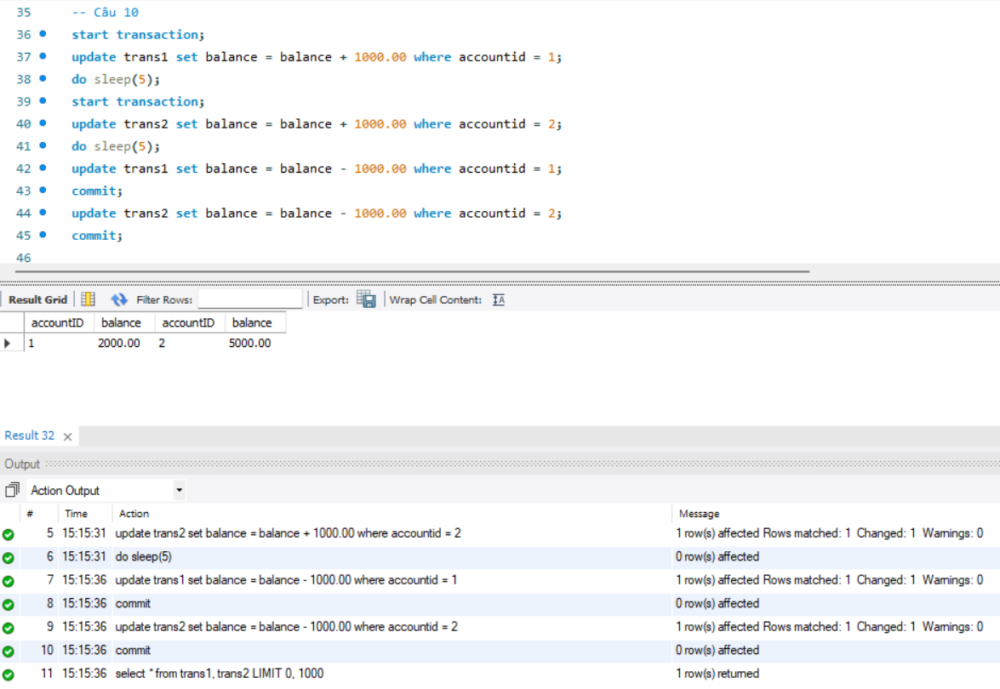 35 -- Câu 10
36 start transaction;
37 update trans1 set balance = balance + 1000.00 where accountid = 1;
38 do sleep(5);
39 start transaction;
40 update trans2 set balance = balance + 1000.00 where accountid = 2;
41 do sleep(5);
42 update trans1 set balance = balance - 1000.00 where accountid = 1;
43 commit;
44 update trans2 set balance = balance - 1000.00 where accountid = 2;
45 commit;
46
Result Grid Filter Rows: Export: Wrap Cell Content: IA
accountID balance accountID balance
1 2000.00 2 5000.00
Result 32 ×
Output
Action Output
# Time Action Message
5 15:15:31 update trans2 set balance = balance + 1000.00 where accountid = 2 1 row(s) affected Rows matched: 1 Changed: 1 Warnings: 0
6 15:15:31 do sleep(5) 0 row(s) affected
7 15:15:36 update trans1 set balance = balance - 1000.00 where accountid = 1 1 row(s) affected Rows matched: 1 Changed: 1 Warnings: 0
8 15:15:36 commit 0 row(s) affected
9 15:15:36 update trans2 set balance = balance - 1000.00 where accountid = 2 1 row(s) affected Rows matched: 1 Changed: 1 Warnings: 0
10 15:15:36 commit 0 row(s) affected
11 15:15:36 select * from trans1, trans2 LIMIT 0, 1000 1 row(s) returned